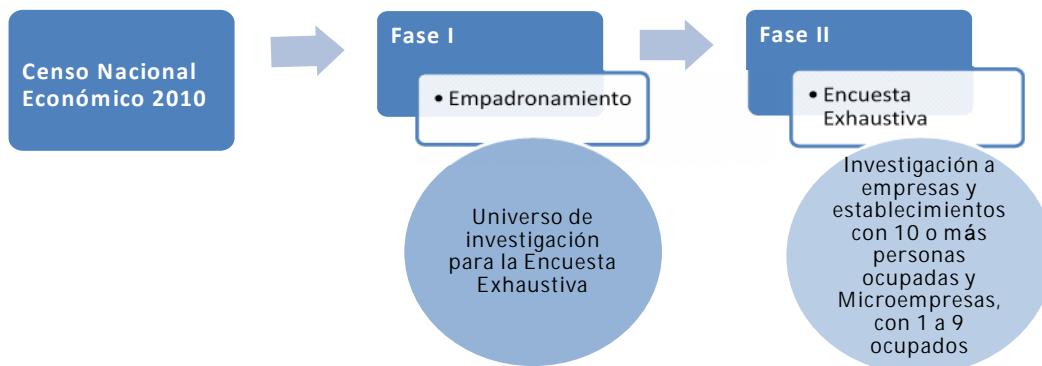 Censo Nacional
Económico 2010
Fase I
• Empadronamiento
Universo de
investigación
para la Encuesta
Exhaustiva
Fase II
• Encuesta
Exhaustiva
Investigación a
empresas y
establecimientos
con 10 o más
personas
ocupadas y
Microempresas,
con 1 a 9
ocupados